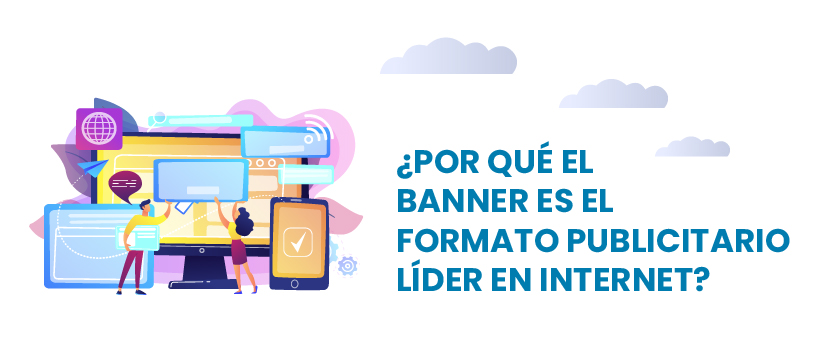 ¿POR QUÉ EL
BANNER ES EL
FORMATO PUBLICITARIO
LÍDER EN INTERNET?